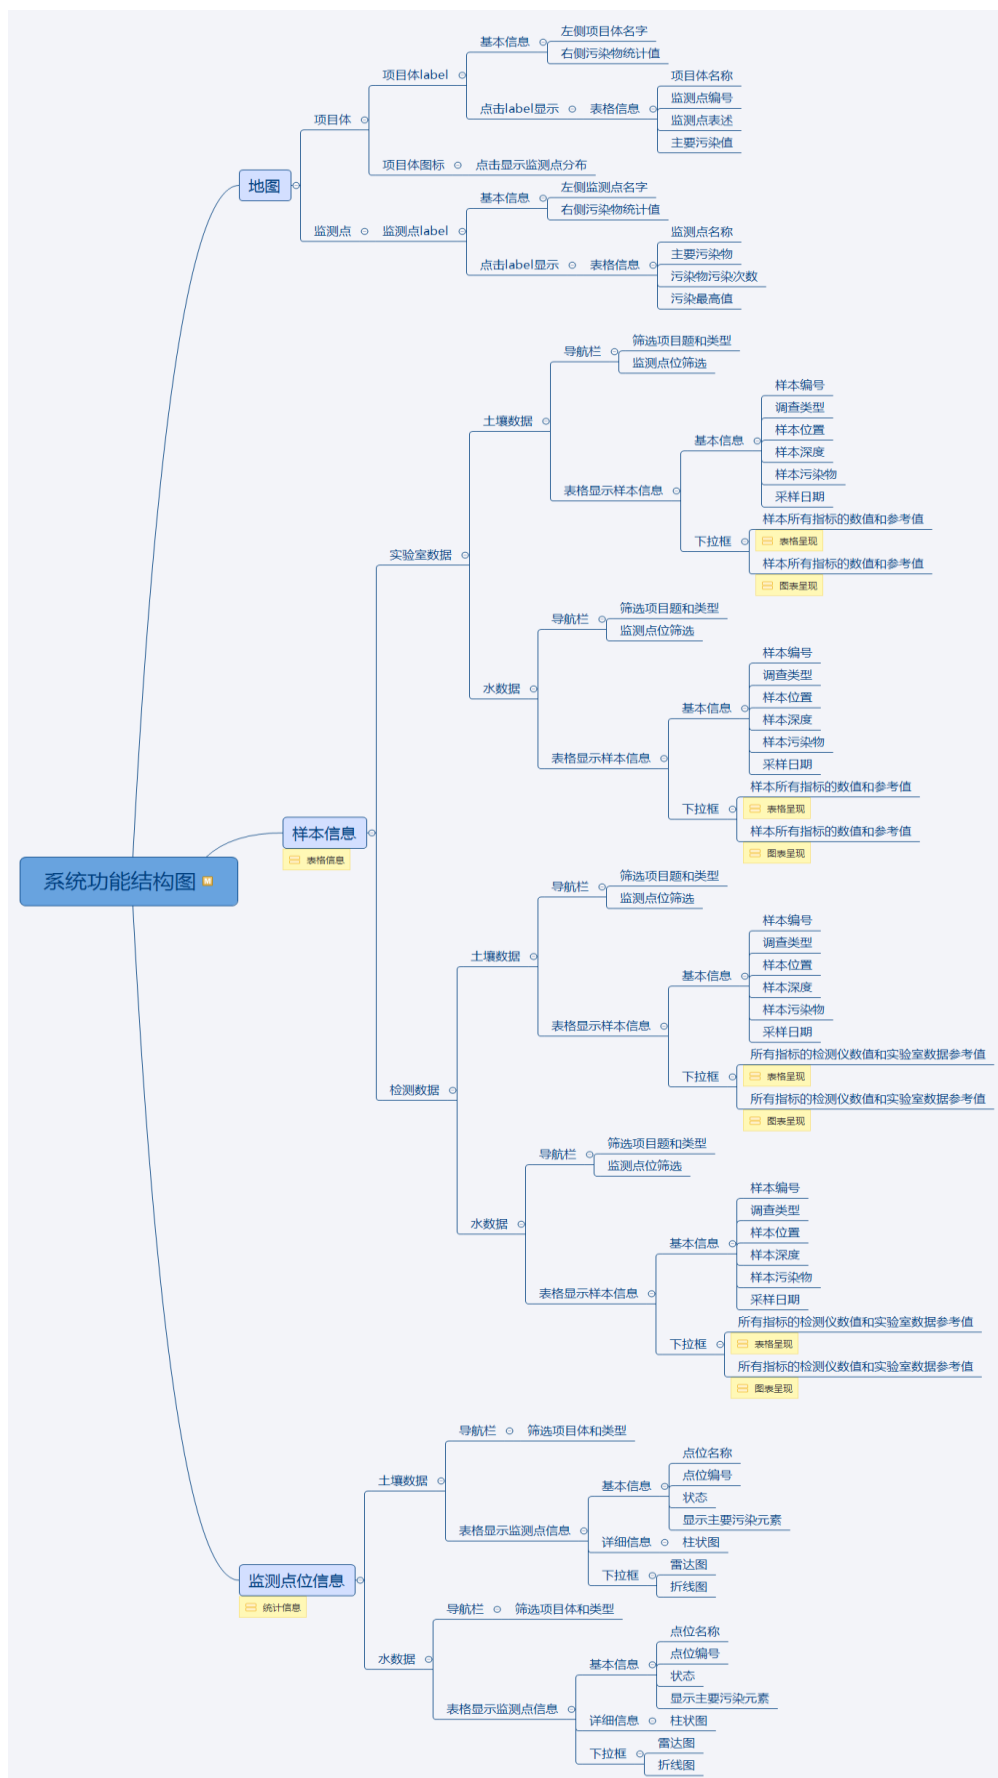 系统功能结构图
地图
项目体
项目体label
基本信息
左侧项目体名字
右侧污染物统计值
点击label显示
表格信息
项目体名称
监测点编号
监测点表述
主要污染值
项目体图标
点击显示监测点分布
监测点
监测点label
基本信息
左侧监测点名字
右侧污染物统计值
点击label显示
表格信息
监测点名称
主要污染物
污染物污染次数
污染最高值
样本信息
表格信息
实验室数据
土壤数据
导航栏
筛选项目题和类型
监测点位筛选
表格显示样本信息
基本信息
样本编号
调查类型
样本位置
样本深度
样本污染物
采样日期
下拉框
样本所有指标的数值和参考值
表格呈现
样本所有指标的数值和参考值
图表呈现
水数据
导航栏
筛选项目题和类型
监测点位筛选
表格显示样本信息
基本信息
样本编号
调查类型
样本位置
样本深度
样本污染物
采样日期
下拉框
样本所有指标的数值和参考值
表格呈现
样本所有指标的数值和参考值
图表呈现
检测数据
土壤数据
导航栏
筛选项目题和类型
监测点位筛选
表格显示样本信息
基本信息
样本编号
调查类型
样本位置
样本深度
样本污染物
采样日期
下拉框
所有指标的检测仪数值和实验室数据参考值
表格呈现
所有指标的检测仪数值和实验室数据参考值
图表呈现
水数据
导航栏
筛选项目题和类型
监测点位筛选
表格显示样本信息
基本信息
样本编号
调查类型
样本位置
样本深度
样本污染物
采样日期
下拉框
所有指标的检测仪数值和实验室数据参考值
表格呈现
所有指标的检测仪数值和实验室数据参考值
图表呈现
监测点位信息
统计信息
土壤数据
导航栏
筛选项目体和类型
表格显示监测点信息
基本信息
点位名称
点位编号
状态
显示主要污染元素
详细信息
柱状图
下拉框
雷达图
折线图
水数据
导航栏
筛选项目体和类型
表格显示监测点信息
基本信息
点位名称
点位编号
状态
显示主要污染元素
详细信息
柱状图
下拉框
雷达图
折线图